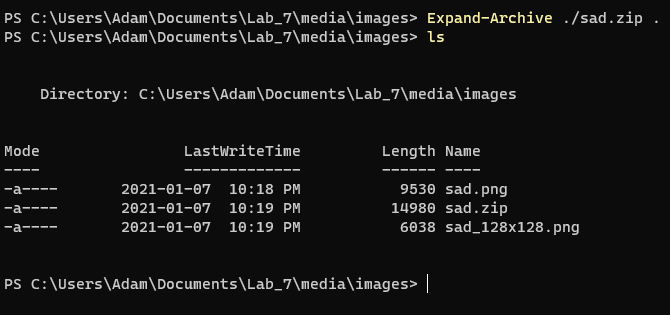 PS C:\Users\Adam\Documents\Lab_7\media\images> Expand-Archive ./sad.zip .
PS C:\Users\Adam\Documents\Lab_7\media\images> ls
Directory: C:\Users\Adam\Documents\Lab_7\media\images
Mode LastWriteTime Length Name
---- ------------- ------ ----
-a---- 2021-01-07 10:18 PM 9530 sad.png
-a---- 2021-01-07 10:19 PM 14980 sad.zip
-a---- 2021-01-07 10:19 PM 6038 sad_128x128.png
PS C:\Users\Adam\Documents\Lab_7\media\images>